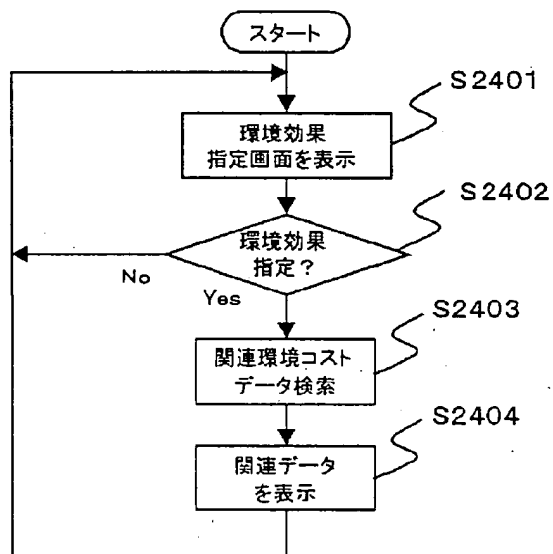 スタート
S2401
環境効果
指定画面を表示
S2402
環境効果
指定?
No
Yes
S2403
関連環境コスト
データ検索
S2404
関連データ
を表示